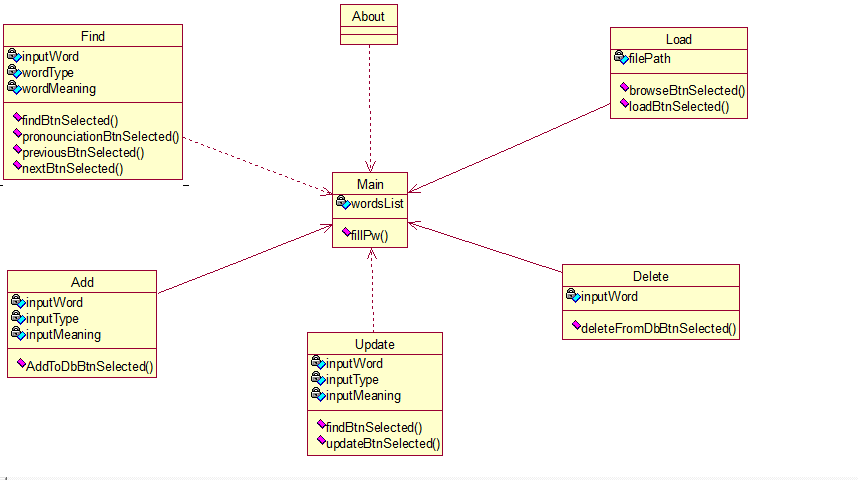 About
Find
inputWord
wordType
wordMeaning
findBtnSelected()
pronounciationBtnSelected()
previousBtnSelected()
nextBtnSelected()
Load
filePath
browseBtnSelected()
loadBtnSelected()
Main
wordsList
fillPw()
Add
inputWord
inputType
inputMeaning
AddToDbBtnSelected()
Update
inputWord
inputType
inputMeaning
findBtnSelected()
updateBtnSelected()
Delete
inputWord
deleteFromDbBtnSelected()